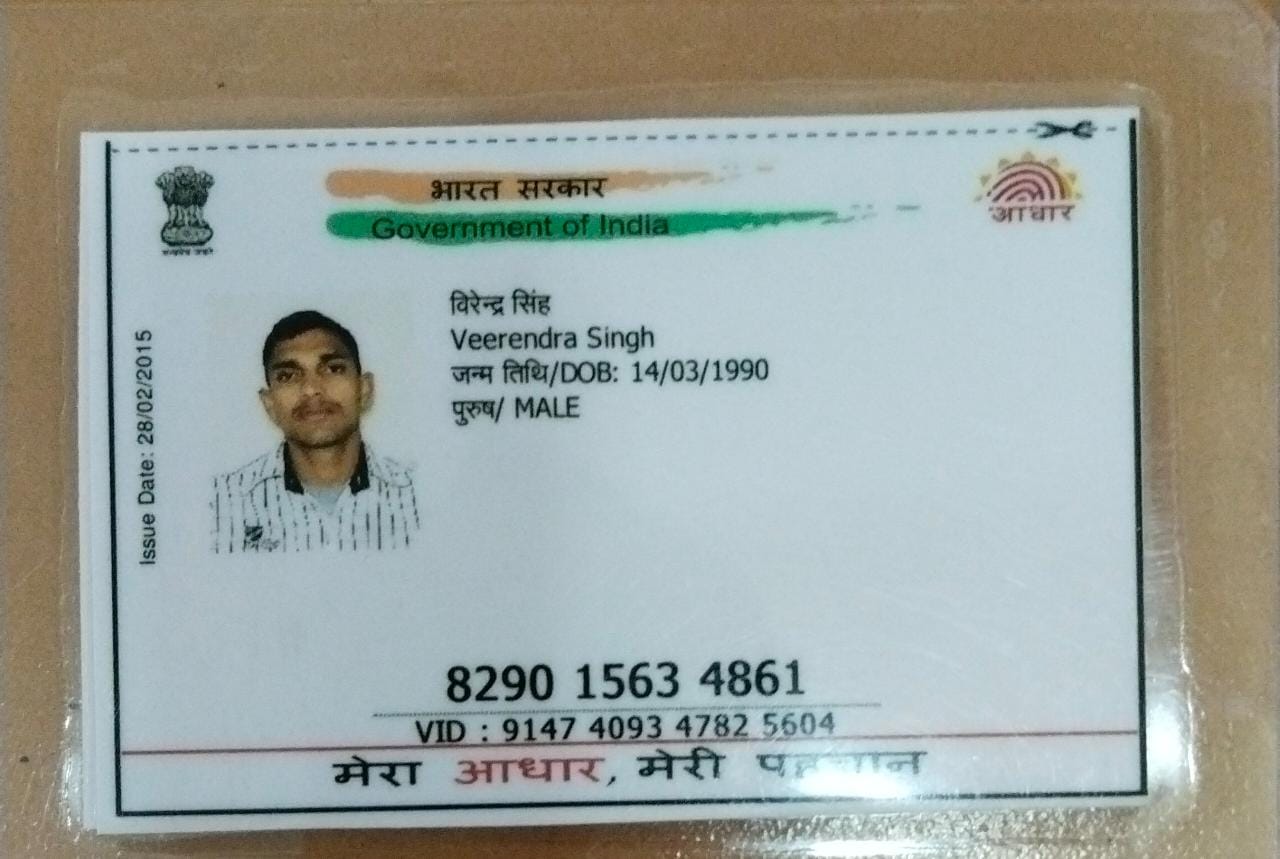 भारत सरकार
Government of India
आधार
विरेन्द्र सिंह
Veerendra Singh
जन्म तिथि/DOB: 14/03/1990
पुरुष/ MALE
Issue Date: 28/02/2015
8290 1563 4861
VID : 9147 4093 4782 5604
मेरा आधार, मेरी पहचान